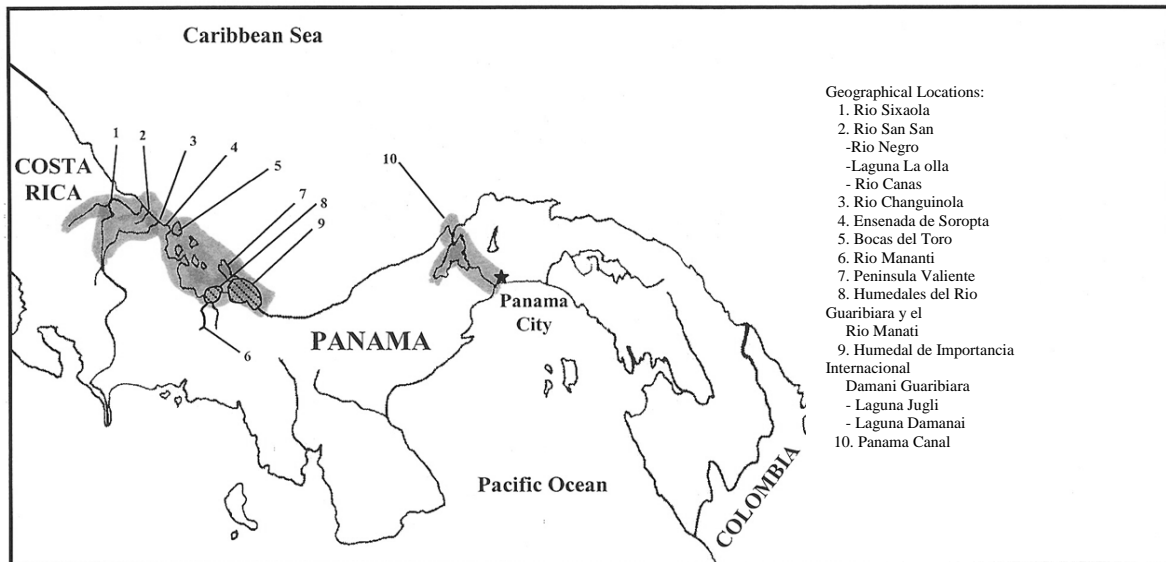 Caribbean Sea
COSTA
RICA
1
2
3
4
5
7
8
9
6
10
PANAMA
Panama
City
Pacific Ocean
COLOMBIA
Geographical Locations:
1. Rio Sixaola
2. Rio San San
-Rio Negro
-Laguna La olla
- Rio Canas
3. Rio Changuinola
4. Ensenada de Soropta
5. Bocas del Toro
6. Rio Mananti
7. Peninsula Valiente
8. Humedales del Rio
Guaribiara y el
Rio Manati
9. Humedal de Importancia
Internacional
Damani Guaribiara
- Laguna Jugli
- Laguna Damanai
10. Panama Canal